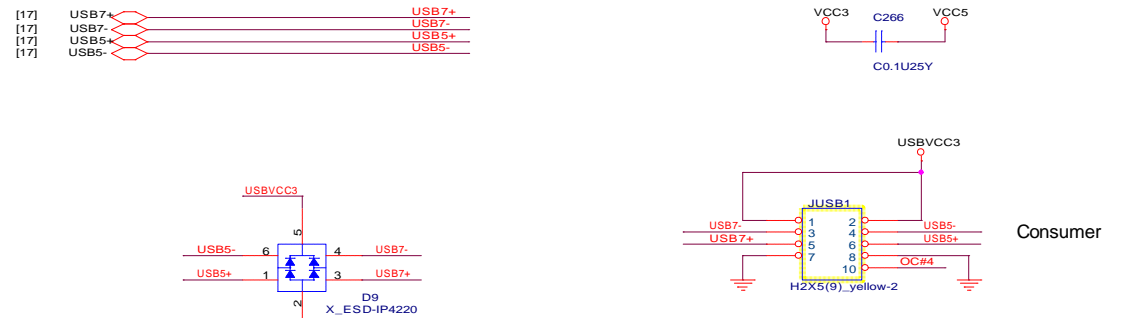 [17] USB7+ USB7+
[17] USB7- USB7-
[17] USB5+ USB5+
[17] USB5- USB5-
VCC3 C266 VCC5
C0.1U25Y
USBVCC3
USBVCC3
JUSB1
1 2
USB7- 3 4 USB5-
USB7+ 5 6 USB5+
7 8
10 OC#4
H2X5(9)_yellow-2
Consumer
5
USB5- 6 4 USB7-
USB5+ 1 3 USB7+
2
D9
X_ESD-IP4220